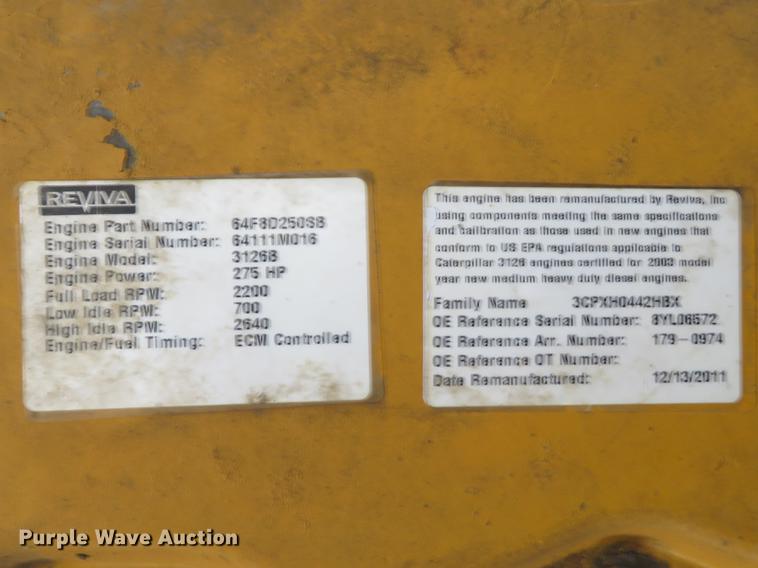 REVIVA
Engine Part Number: 64F8D250SB
Engine Serial Number: 64111M016
Engine Model: 3126B
Engine Power: 275 HP
Full Load RPM: 2200
Low Idle RPM: 700
High Idle RPM: 2640
Engine/Fuel Timing: ECM Controlled
This engine has been remanufactured by Reviva, Inc
using components meeting the same specifications
and calibration as those used in new engines that
conform to US EPA regulations applicable to
Caterpillar 3126 engines certified for 2003 model
year new medium heavy duty diesel engines.
Family Name 3CPXH0442HBX
OE Reference Serial Number: 8YL06572
OE Reference Arr. Number: 179-0974
OE Reference OT Number:
Date Remanufactured: 12/13/2011
Purple Wave Auction